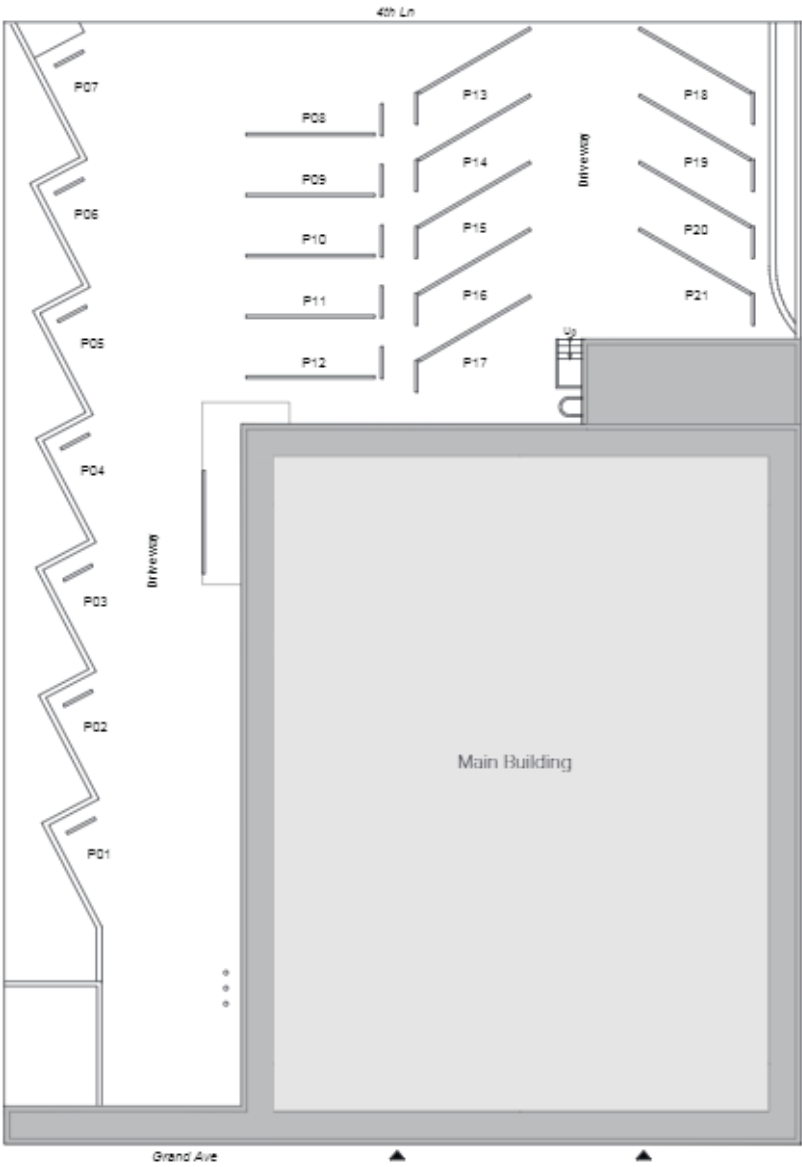 4th Ln
P07
P08
P13
P18
P06
P09
P14
Driveway
P19
P10
P15
P20
P05
P11
P16
P21
P12
P17
Up
P04
Driveway
P03
P02
Main Building
P01
Grand Ave